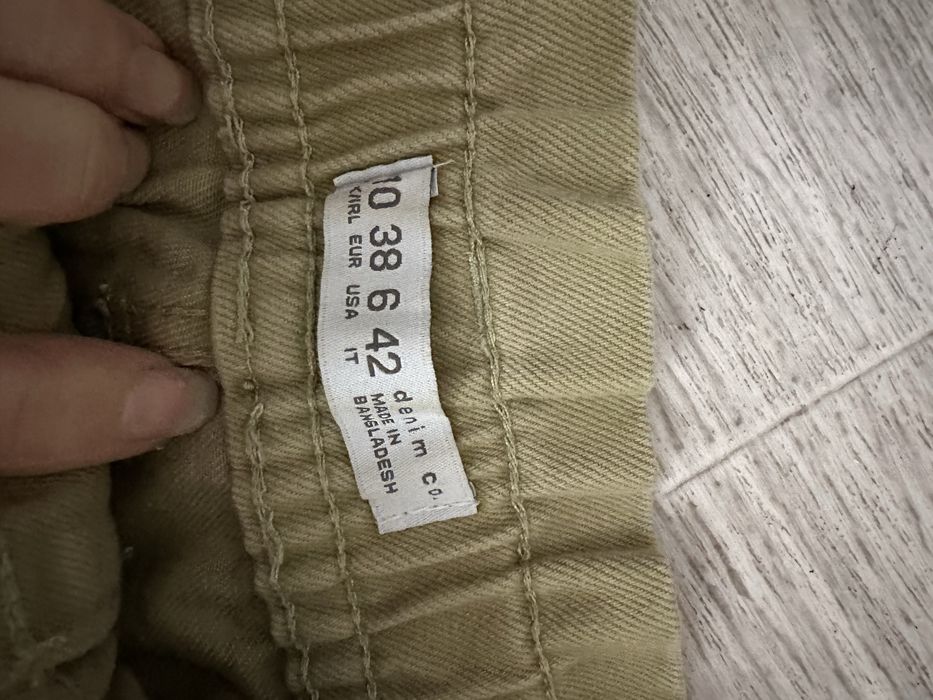 10 38 6 42
K/IRL EUR USA IT
denim co.
MADE IN
BANGLADESH